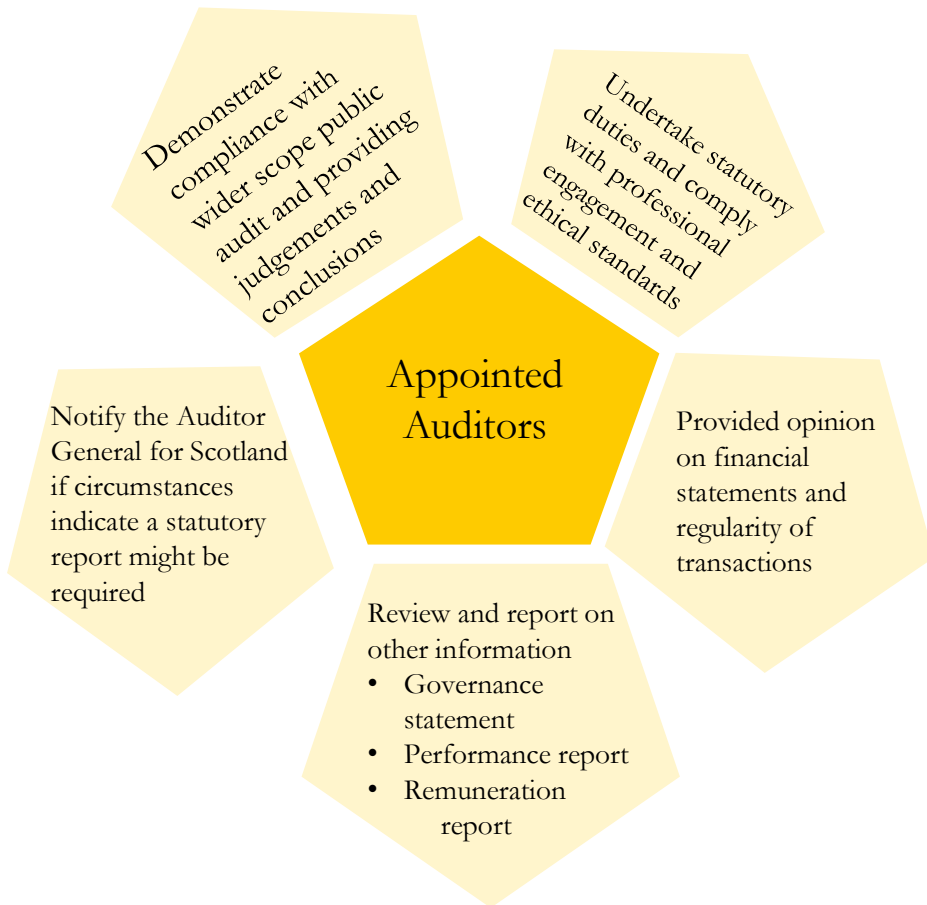 Demonstrate
compliance with
wider scope public
audit and providing
judgements and
conclusions
Undertake statutory
duties and comply
with professional
engagement and
ethical standards
Appointed
Auditors
Notify the Auditor
General for Scotland
if circumstances
indicate a statutory
report might be
required
Provided opinion
on financial
statements and
regularity of
transactions
Review and report on
other information
• Governance
statement
• Performance report
• Remuneration
report